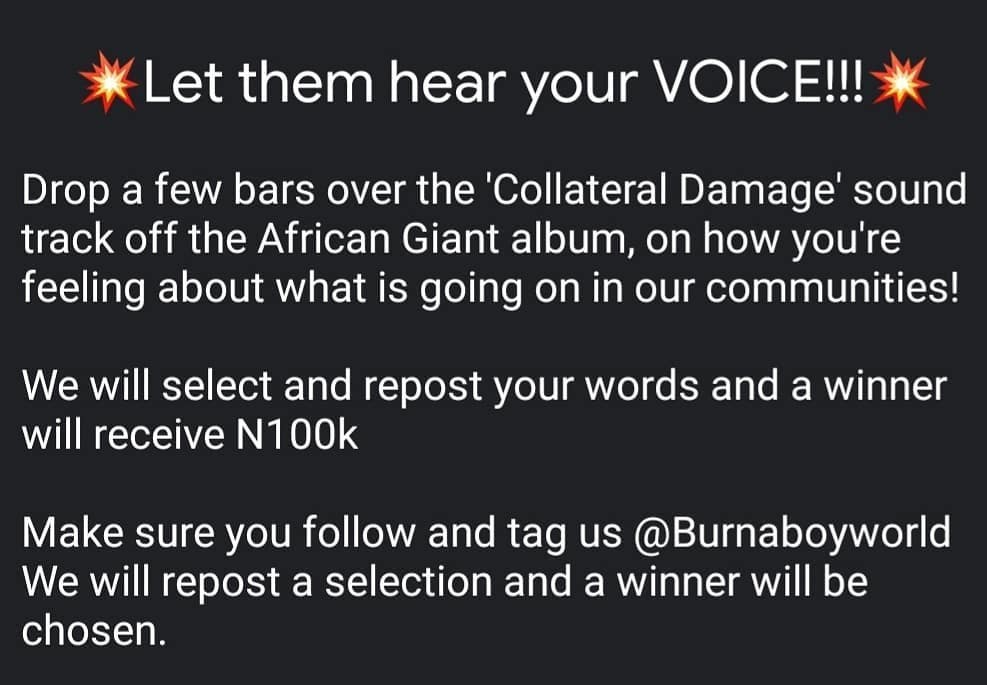 💥Let them hear your VOICE!!!💥
Drop a few bars over the 'Collateral Damage' sound
track off the African Giant album, on how you're
feeling about what is going on in our communities!
We will select and repost your words and a winner
will receive N100k
Make sure you follow and tag us @Burnaboyworld
We will repost a selection and a winner will be
chosen.